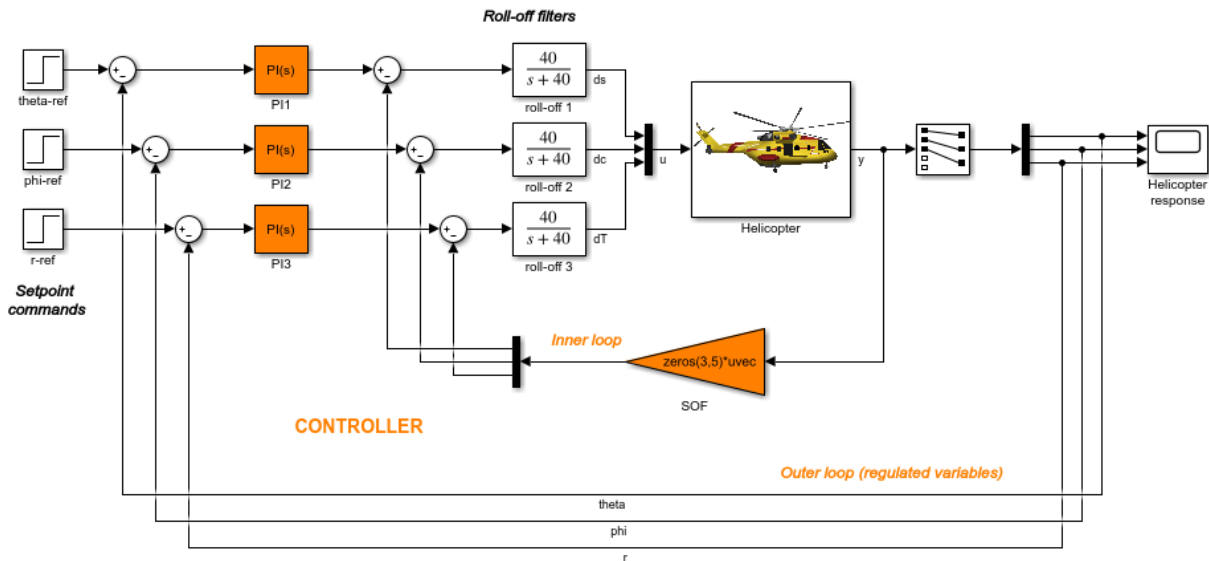 Roll-off filters
theta-ref
+_
PI(s)
PI1
+_
40
s + 40
roll-off 1
ds
phi-ref
+_
PI(s)
PI2
+_
40
s + 40
roll-off 2
dc
u
Helicopter
y
Helicopter
response
r-ref
+_
PI(s)
PI3
+_
40
s + 40
roll-off 3
dT
Setpoint
commands
Inner loop
zeros(3,5)*uvec
SOF
CONTROLLER
Outer loop (regulated variables)
theta
phi
r